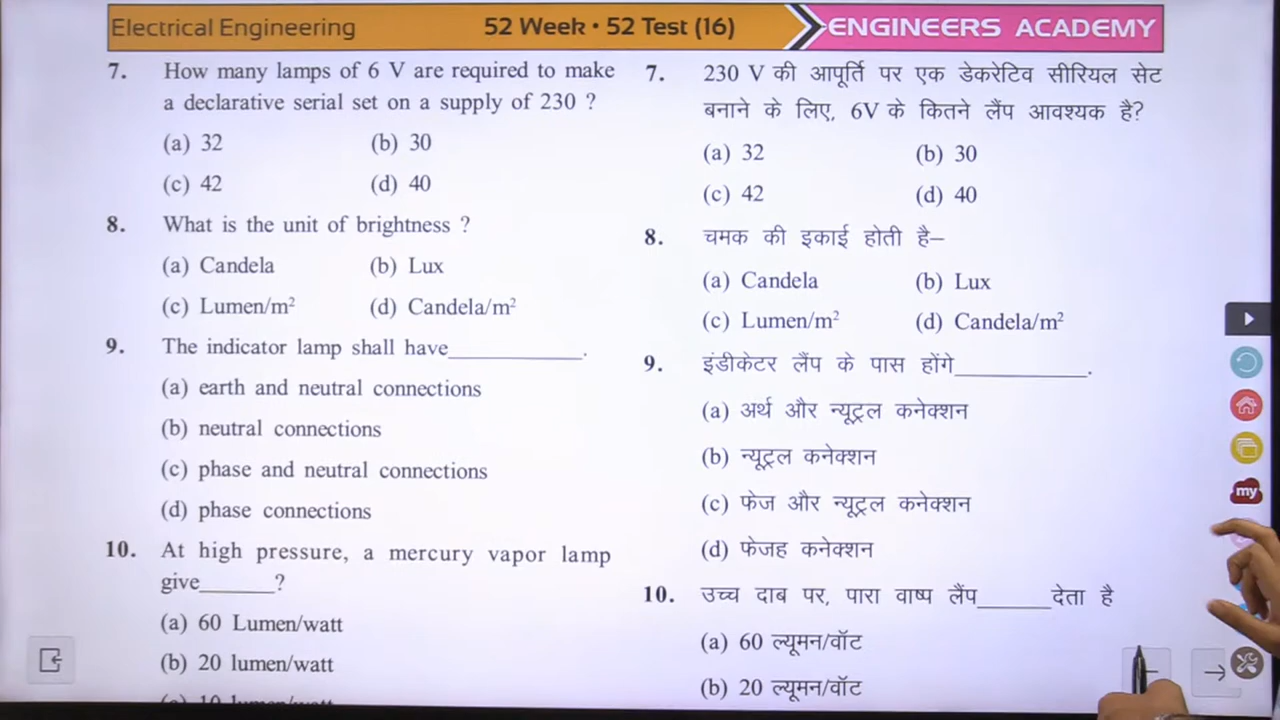 Electrical Engineering
52 Week • 52 Test (16)
ENGINEERS ACADEMY
7. How many lamps of 6 V are required to make
a declarative serial set on a supply of 230 ?
(a) 32 (b) 30
(c) 42 (d) 40
8. What is the unit of brightness ?
(a) Candela (b) Lux
(c) Lumen/m² (d) Candela/m²
9. The indicator lamp shall have____________.
(a) earth and neutral connections
(b) neutral connections
(c) phase and neutral connections
(d) phase connections
10. At high pressure, a mercury vapor lamp
give_______?
(a) 60 Lumen/watt
(b) 20 lumen/watt
7. 230 V की आपूर्ति पर एक डेकरेटिव सीरियल सेट
बनाने के लिए, 6V के कितने लैंप आवश्यक है?
(a) 32 (b) 30
(c) 42 (d) 40
8. चमक की इकाई होती है–
(a) Candela (b) Lux
(c) Lumen/m² (d) Candela/m²
9. इंडीकेटर लैंप के पास होंगे____________.
(a) अर्थ और न्यूट्रल कनेक्शन
(b) न्यूट्रल कनेक्शन
(c) फेज और न्यूट्रल कनेक्शन
(d) फेजह कनेक्शन
10. उच्च दाब पर, पारा वाष्प लैंप_______देता है
(a) 60 ल्यूमन/वॉट
(b) 20 ल्यूमन/वॉट
my